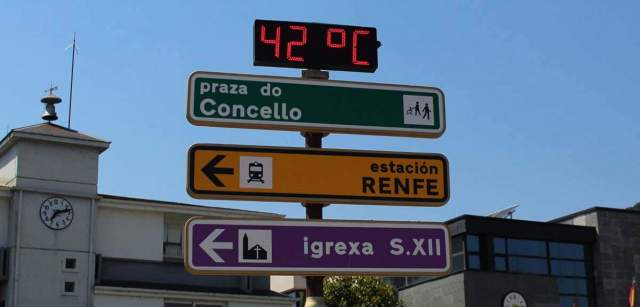 42 ºC
praza do
Concello
estación
RENFE
igrexa S.XII